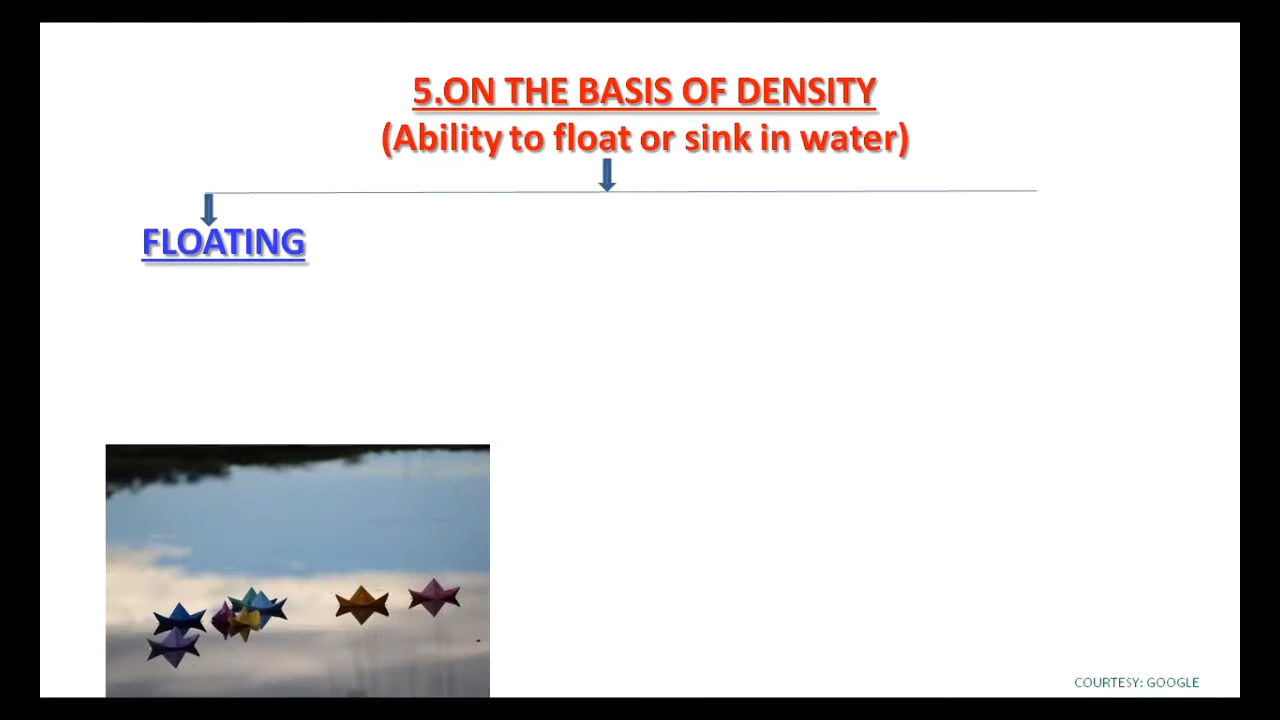 5.ON THE BASIS OF DENSITY
(Ability to float or sink in water)
FLOATING
COURTESY: GOOGLE